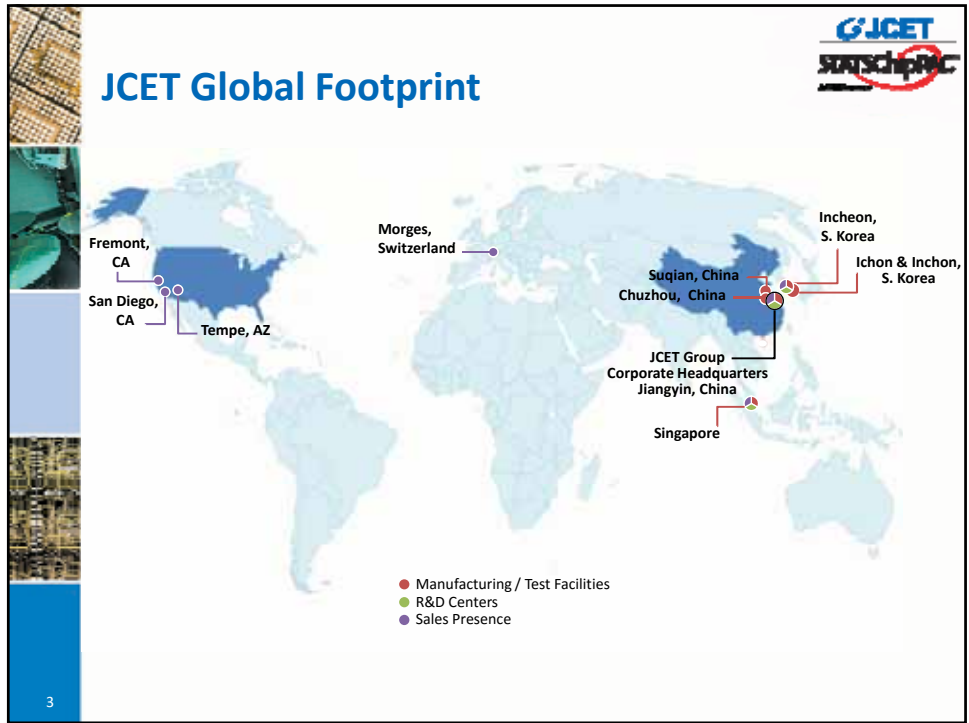 JCET
STATSChipPAC
JCET Global Footprint
Fremont,
CA
San Diego,
CA
Tempe, AZ
Morges,
Switzerland
Suqian, China
Chuzhou, China
Incheon,
S. Korea
Ichon & Inchon,
S. Korea
JCET Group
Corporate Headquarters
Jiangyin, China
Singapore
Manufacturing / Test Facilities
R&D Centers
Sales Presence
3